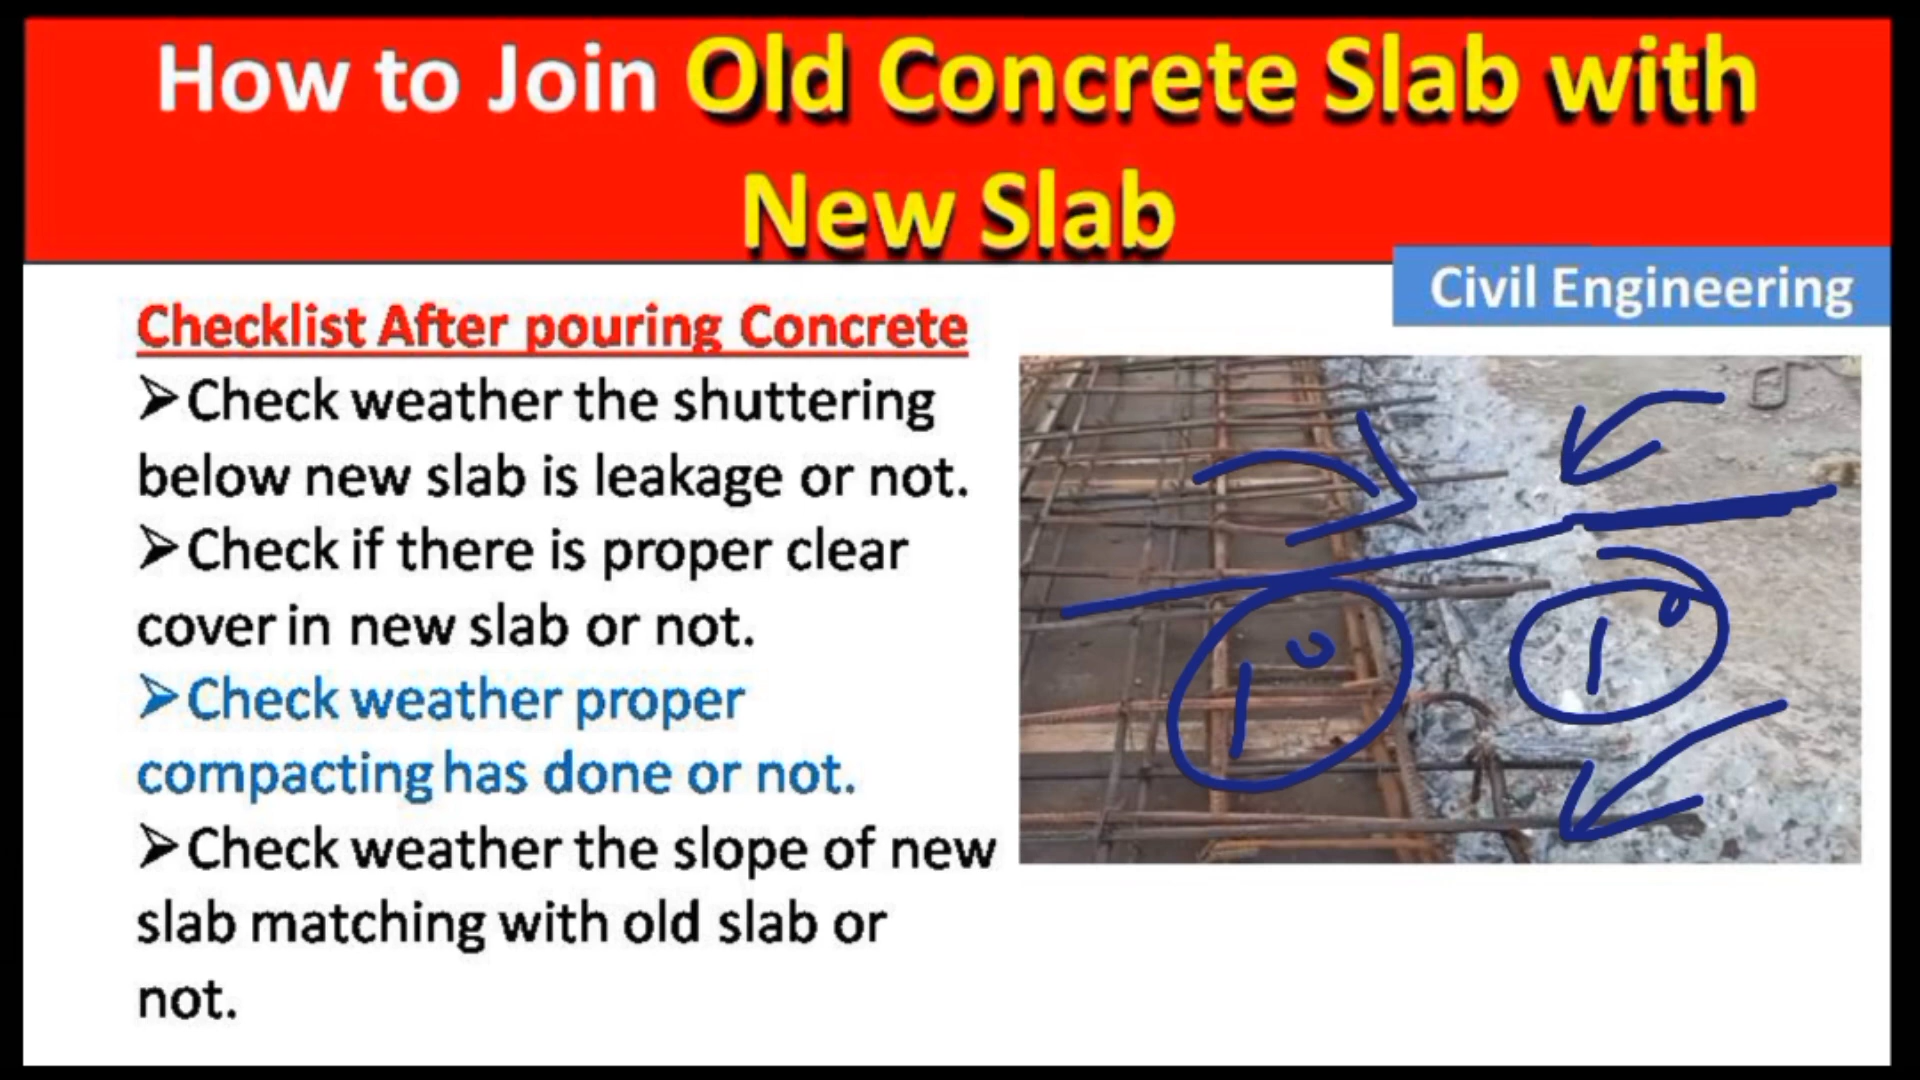 How to Join Old Concrete Slab with
New Slab
Civil Engineering
Checklist After pouring Concrete
➢Check weather the shuttering
below new slab is leakage or not.
➢Check if there is proper clear
cover in new slab or not.
➢Check weather proper
compacting has done or not.
➢Check weather the slope of new
slab matching with old slab or
not.
1° 1°